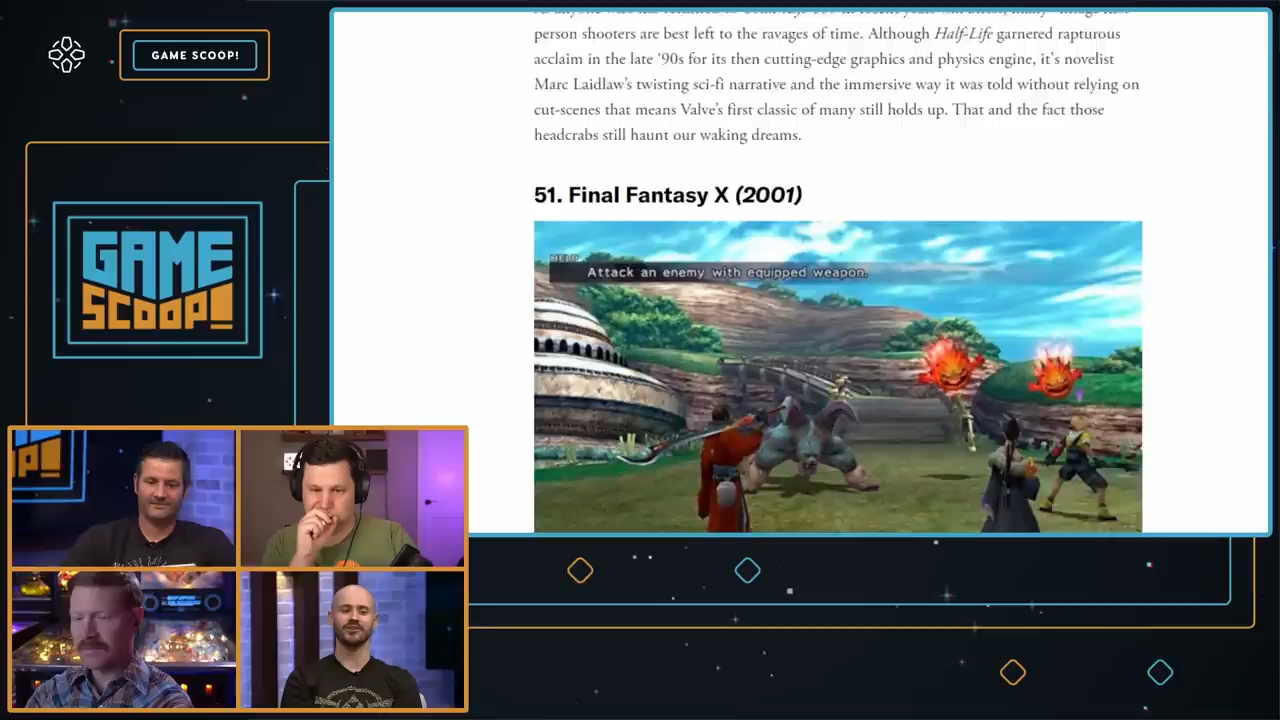 GAME SCOOP!
person shooters are best left to the ravages of time. Although Half-Life garnered rapturous
acclaim in the late '90s for its then cutting-edge graphics and physics engine, it's novelist
Marc Laidlaw's twisting sci-fi narrative and the immersive way it was told without relying on
cut-scenes that means Valve's first classic of many still holds up. That and the fact those
headcrabs still haunt our waking dreams.
51. Final Fantasy X (2001)
HELP
Attack an enemy with equipped weapon.
GAME
SCOOP!